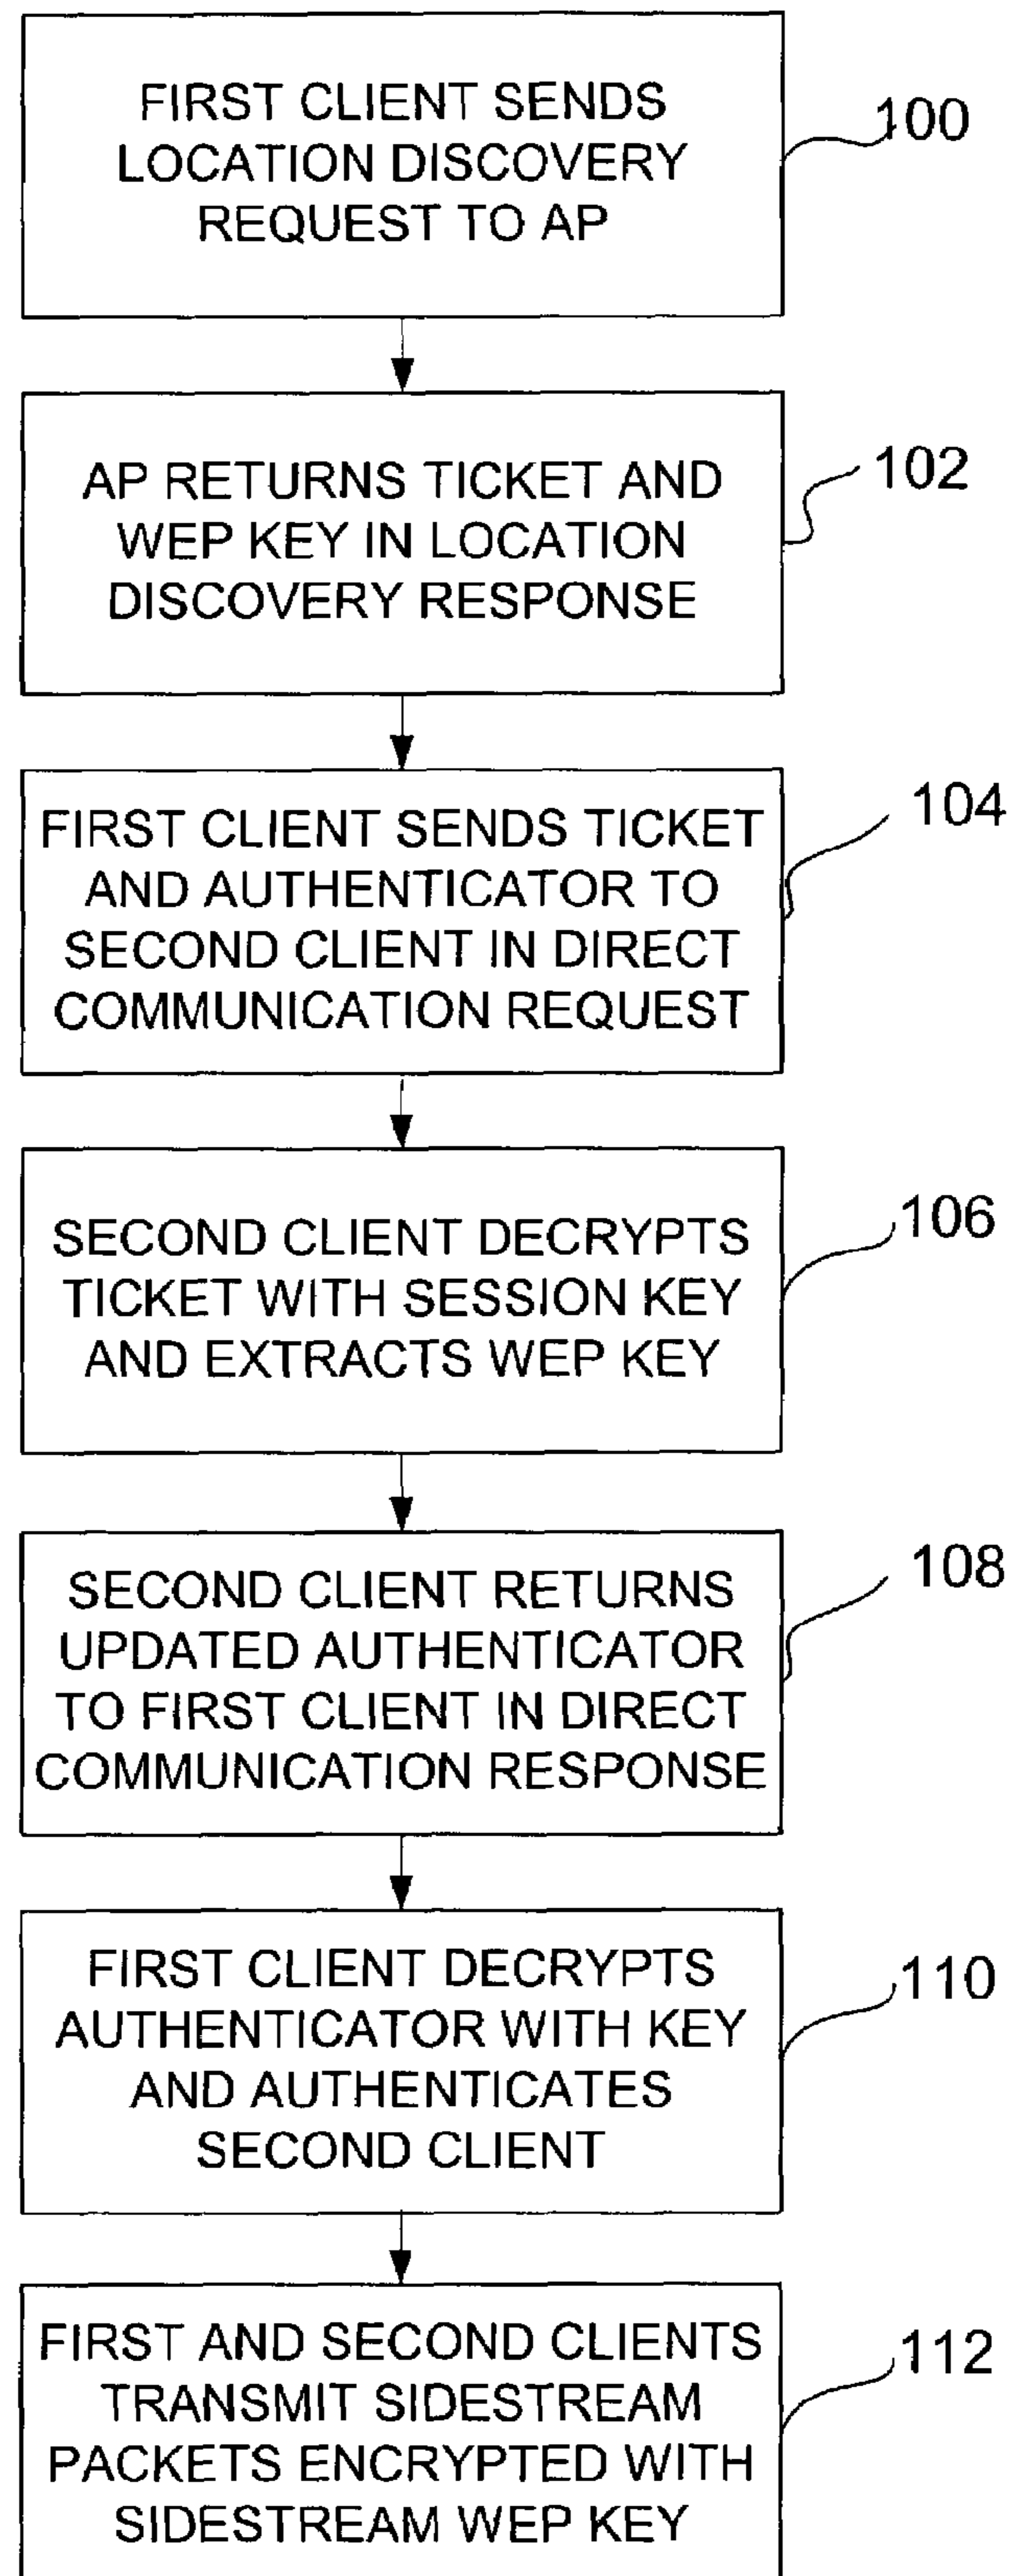 FIRST CLIENT SENDS
LOCATION DISCOVERY
REQUEST TO AP
100
AP RETURNS TICKET AND
WEP KEY IN LOCATION
DISCOVERY RESPONSE
102
FIRST CLIENT SENDS TICKET
AND AUTHENTICATOR TO
SECOND CLIENT IN DIRECT
COMMUNICATION REQUEST
104
SECOND CLIENT DECRYPTS
TICKET WITH SESSION KEY
AND EXTRACTS WEP KEY
106
SECOND CLIENT RETURNS
UPDATED AUTHENTICATOR
TO FIRST CLIENT IN DIRECT
COMMUNICATION RESPONSE
108
FIRST CLIENT DECRYPTS
AUTHENTICATOR WITH KEY
AND AUTHENTICATES
SECOND CLIENT
110
FIRST AND SECOND CLIENTS
TRANSMIT SIDESTREAM
PACKETS ENCRYPTED WITH
SIDESTREAM WEP KEY
112